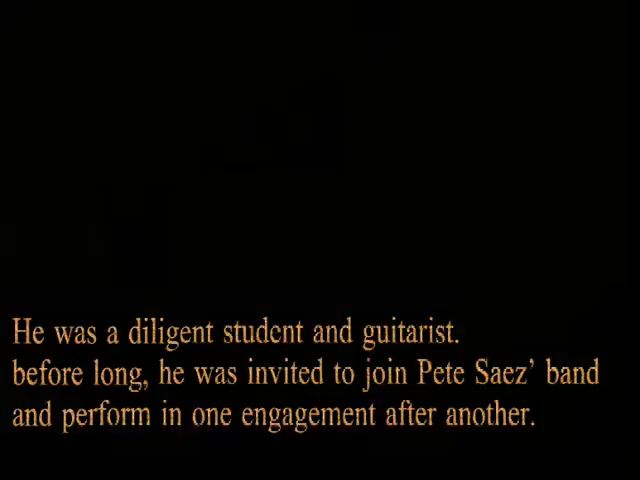 He was a diligent student and guitarist.
before long, he was invited to join Pete Saez’ band
and perform in one engagement after another.